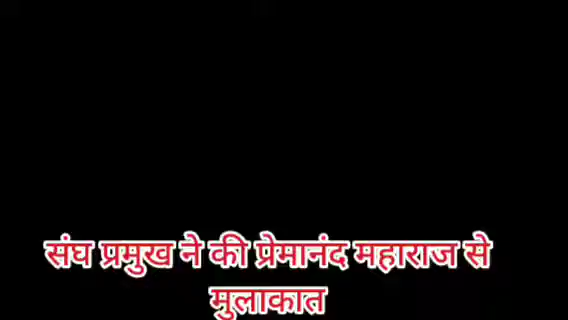 संघ प्रमुख ने की प्रेमानंद महाराज से
मुलाकात